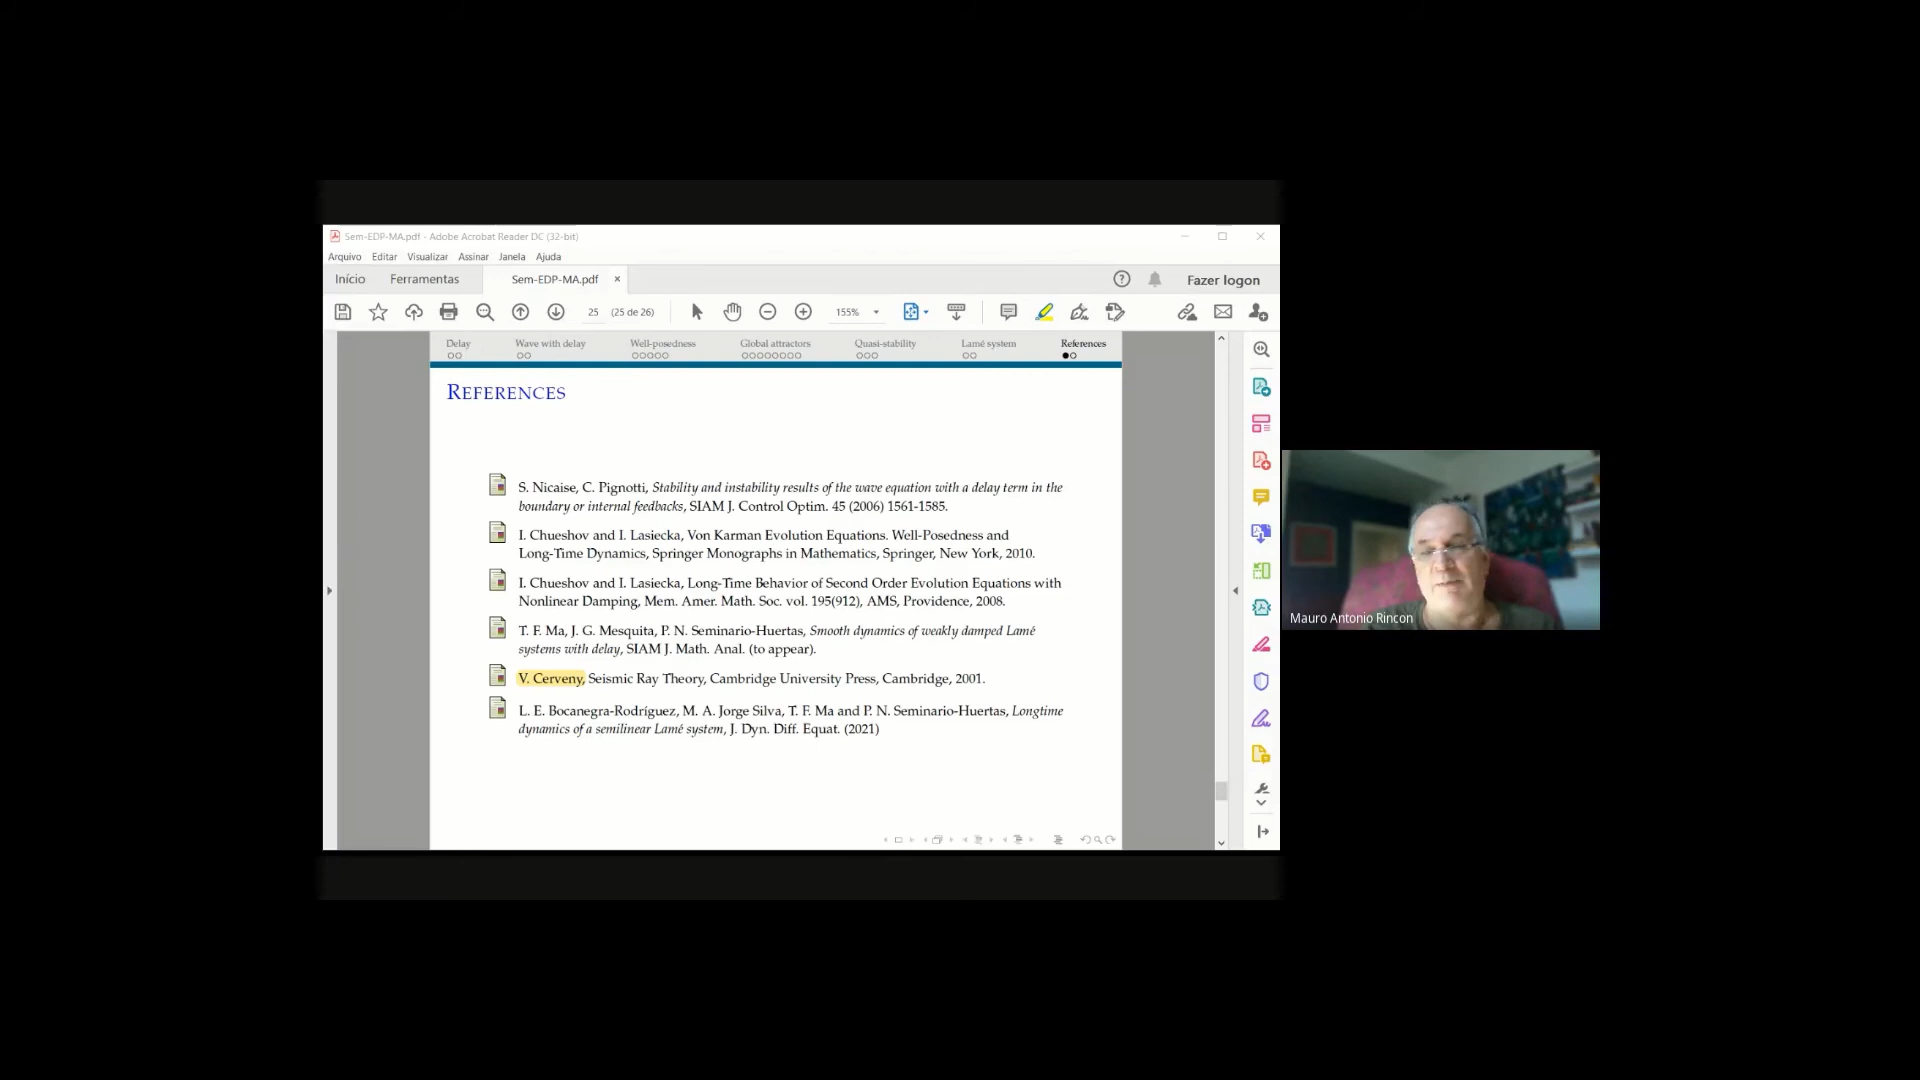 Sem-EDP-MA.pdf - Adobe Acrobat Reader DC (32-bit)
Arquivo Editar Visualizar Assinar Janela Ajuda
Início Ferramentas Sem-EDP-MA.pdf × Fazer logon
25 (25 de 26) 155%
Delay Wave with delay Well-posedness Global attractors Quasi-stability Lamé system References
REFERENCES
S. Nicaise, C. Pignotti, Stability and instability results of the wave equation with a delay term in the
boundary or internal feedbacks, SIAM J. Control Optim. 45 (2006) 1561-1585.
I. Chueshov and I. Lasiecka, Von Karman Evolution Equations. Well-Posedness and
Long-Time Dynamics, Springer Monographs in Mathematics, Springer, New York, 2010.
I. Chueshov and I. Lasiecka, Long-Time Behavior of Second Order Evolution Equations with
Nonlinear Damping, Mem. Amer. Math. Soc. vol. 195(912), AMS, Providence, 2008.
T. F. Ma, J. G. Mesquita, P. N. Seminario-Huertas, Smooth dynamics of weakly damped Lamé
systems with delay, SIAM J. Math. Anal. (to appear).
V. Cerveny, Seismic Ray Theory, Cambridge University Press, Cambridge, 2001.
L. E. Bocanegra-Rodríguez, M. A. Jorge Silva, T. F. Ma and P. N. Seminario-Huertas, Longtime
dynamics of a semilinear Lamé system, J. Dyn. Diff. Equat. (2021)
Mauro Antonio Rincon